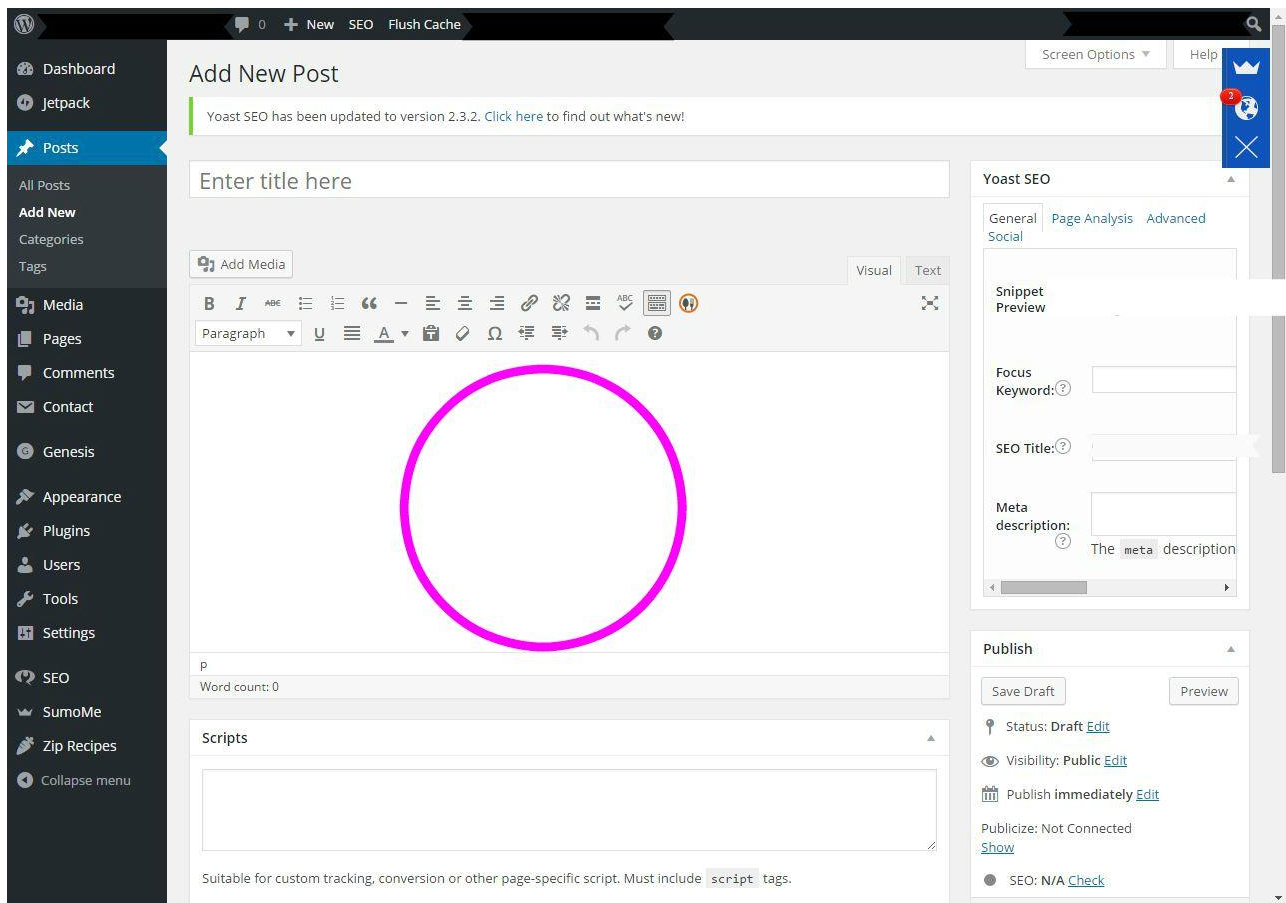 0 New SEO Flush Cache
Screen Options Help
Dashboard
Jetpack
Posts
All Posts
Add New
Categories
Tags
Media
Pages
Comments
Contact
Genesis
Appearance
Plugins
Users
Tools
Settings
SEO
SumoMe
Zip Recipes
Collapse menu
Add New Post
Yoast SEO has been updated to version 2.3.2. Click here to find out what's new!
2
Enter title here
Add Media
Visual Text
B I ABC ABC
Paragraph U A Ω
p
Word count: 0
Scripts
Suitable for custom tracking, conversion or other page-specific script. Must include script tags.
Yoast SEO
General Page Analysis Advanced
Social
Snippet
Preview
Focus
Keyword:
SEO Title:
Meta
description:
The meta description
Publish
Save Draft Preview
Status: Draft Edit
Visibility: Public Edit
Publish immediately Edit
Publicize: Not Connected
Show
SEO: N/A Check